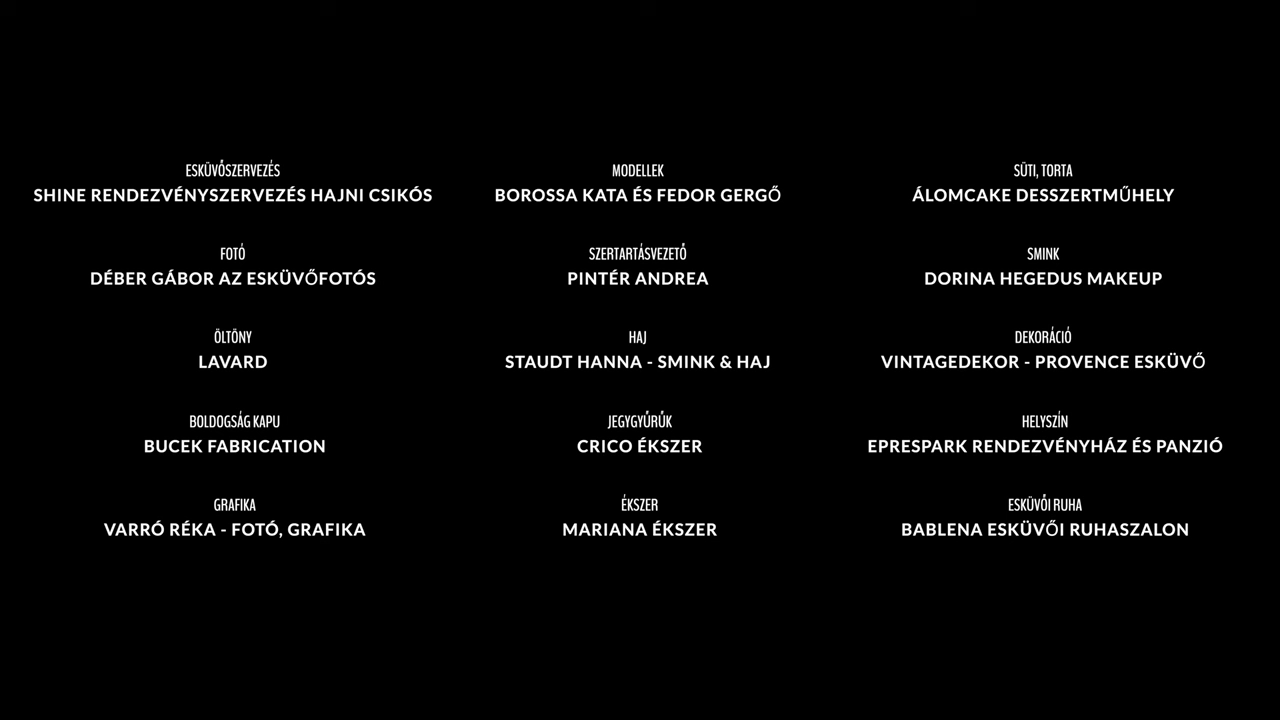 ESKÜVŐSZERVEZÉS
SHINE RENDEZVÉNYSZERVEZÉS HAJNI CSIKÓS
FOTÓ
DÉBER GÁBOR AZ ESKÜVŐFOTÓS
ÖLTÖNY
LAVARD
BOLDOGSÁG KAPU
BUCEK FABRICATION
GRAFIKA
VARRÓ RÉKA - FOTÓ, GRAFIKA
MODELLEK
BOROSSA KATA ÉS FEDOR GERGŐ
SZERTARTÁSVEZETŐ
PINTÉR ANDREA
HAJ
STAUDT HANNA - SMINK & HAJ
JEGYGYŰRŰK
CRICO ÉKSZER
ÉKSZER
MARIANA ÉKSZER
SÜTI, TORTA
ÁLOMCAKE DESSZERTMŰHELY
SMINK
DORINA HEGEDUS MAKEUP
DEKORÁCIÓ
VINTAGEDEKOR - PROVENCE ESKÜVŐ
HELYSZÍN
EPRESPARK RENDEZVÉNYHÁZ ÉS PANZIÓ
ESKÜVŐI RUHA
BABLENA ESKÜVŐI RUHASZALON